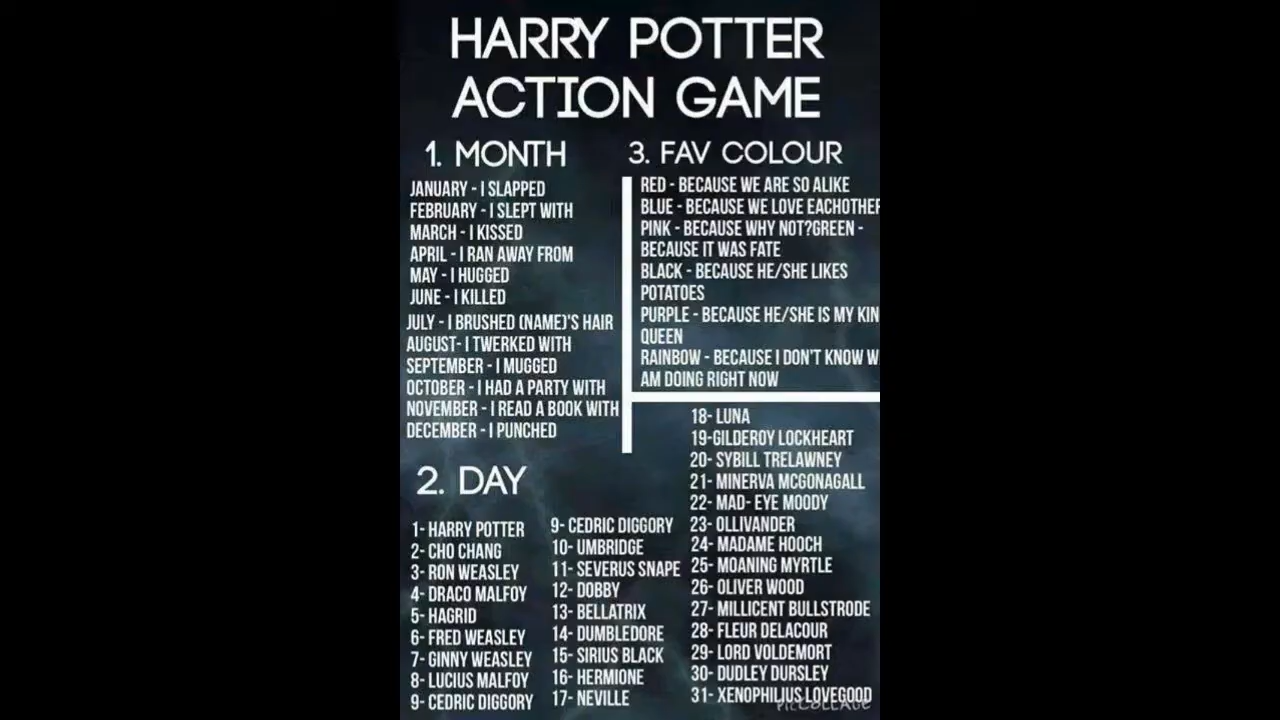 HARRY POTTER
ACTION GAME
1. MONTH
JANUARY - I SLAPPED
FEBRUARY - I SLEPT WITH
MARCH - I KISSED
APRIL - I RAN AWAY FROM
MAY - I HUGGED
JUNE - I KILLED
JULY - I BRUSHED (NAME)'S HAIR
AUGUST- I TWERKED WITH
SEPTEMBER - I MUGGED
OCTOBER - I HAD A PARTY WITH
NOVEMBER - I READ A BOOK WITH
DECEMBER - I PUNCHED
2. DAY
1- HARRY POTTER
2- CHO CHANG
3- RON WEASLEY
4- DRACO MALFOY
5- HAGRID
6- FRED WEASLEY
7- GINNY WEASLEY
8- LUCIUS MALFOY
9- CEDRIC DIGGORY
9- CEDRIC DIGGORY
10- UMBRIDGE
11- SEVERUS SNAPE
12- DOBBY
13- BELLATRIX
14- DUMBLEDORE
15- SIRIUS BLACK
16- HERMIONE
17- NEVILLE
18- LUNA
19-GILDEROY LOCKHEART
20- SYBILL TRELAWNEY
21- MINERVA MCGONAGALL
22- MAD- EYE MOODY
23- OLLIVANDER
24- MADAME HOOCH
25- MOANING MYRTLE
26- OLIVER WOOD
27- MILLICENT BULLSTRODE
28- FLEUR DELACOUR
29- LORD VOLDEMORT
30- DUDLEY DURSLEY
31- XENOPHILIUS LOVEGOOD
PIC COLLAGE
3. FAV COLOUR
RED - BECAUSE WE ARE SO ALIKE
BLUE - BECAUSE WE LOVE EACHOTHER
PINK - BECAUSE WHY NOT?GREEN -
BECAUSE IT WAS FATE
BLACK - BECAUSE HE/SHE LIKES
POTATOES
PURPLE - BECAUSE HE/SHE IS MY KIN
QUEEN
RAINBOW - BECAUSE I DON'T KNOW W
AM DOING RIGHT NOW